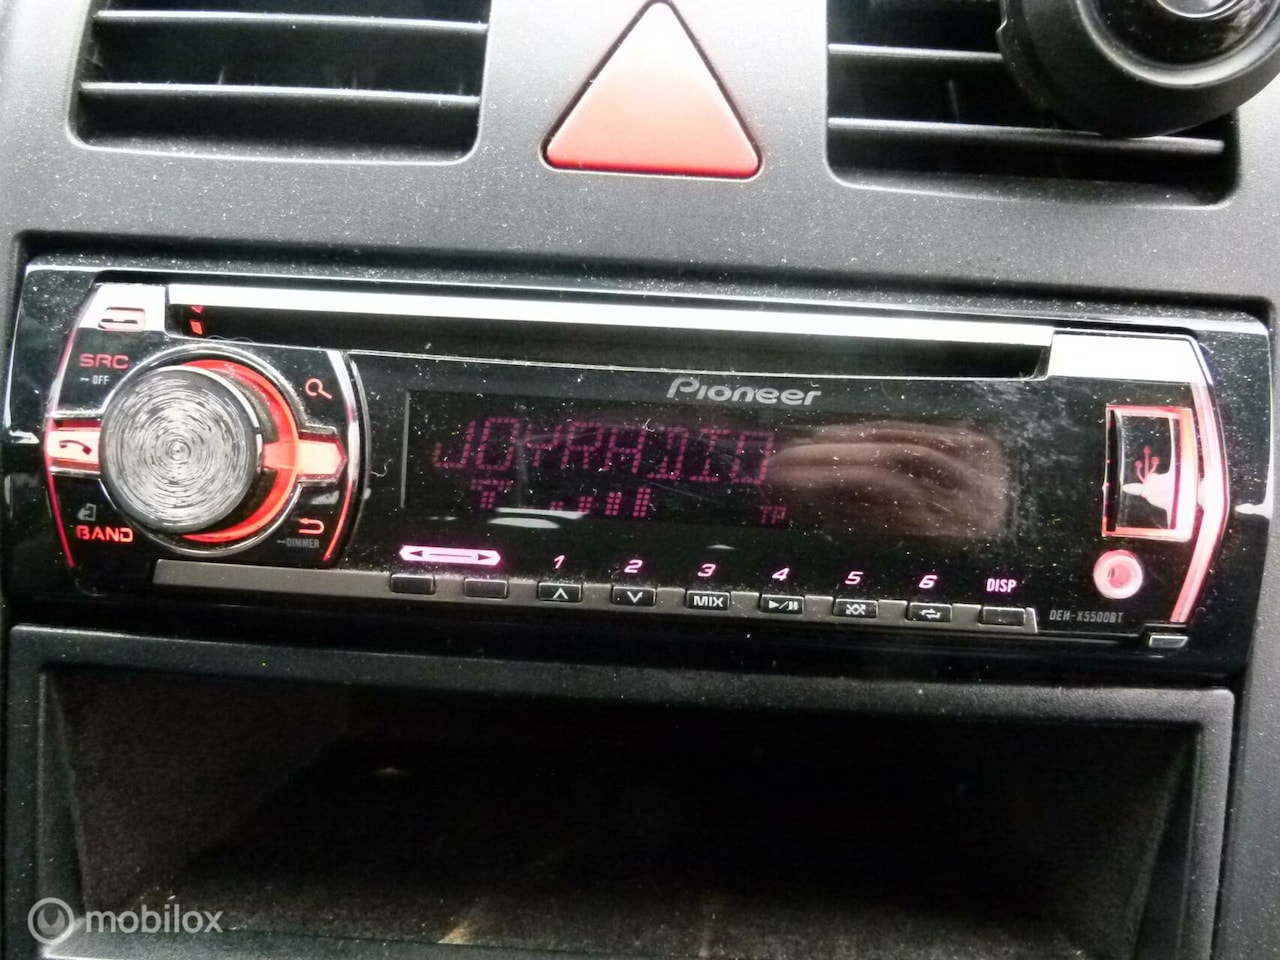 SRC
OFF
Pioneer
JOYRADIO
TP
BAND
DIMMER
1 2 3 4 5 6 DISP
MIX
DEH-X5500BT
mobilox